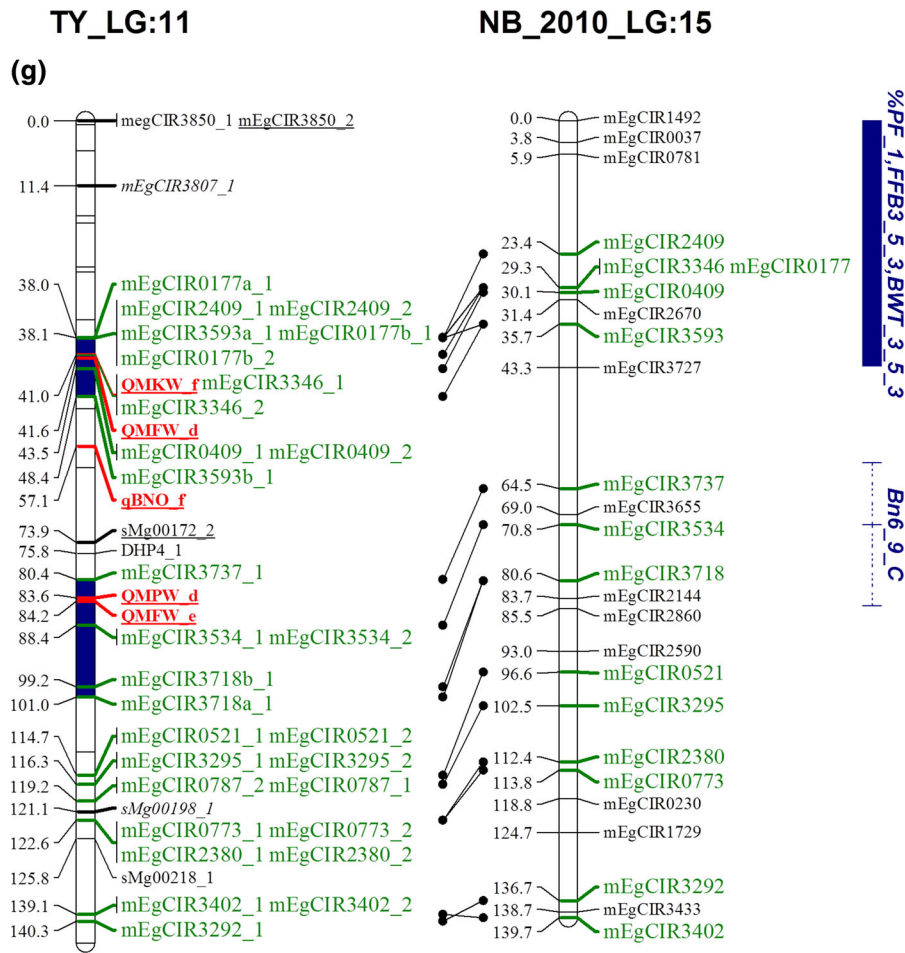 TY_LG:11
(g)
0.0 megCIR3850_1 mEgCIR3850_2
11.4 mEgCIR3807_1
38.0 mEgCIR0177a_1
mEgCIR2409_1 mEgCIR2409_2
38.1 mEgCIR3593a_1 mEgCIR0177b_1
mEgCIR0177b_2
41.0 QMKW_f mEgCIR3346_1
mEgCIR3346_2
41.6 QMFW_d
43.5 mEgCIR0409_1 mEgCIR0409_2
48.4 mEgCIR3593b_1
57.1 qBNO_f
73.9 sMg00172_2
75.8 DHP4_1
80.4 mEgCIR3737_1
83.6 QMPW_d
84.2 QMFW_e
88.4 mEgCIR3534_1 mEgCIR3534_2
99.2 mEgCIR3718b_1
101.0 mEgCIR3718a_1
114.7 mEgCIR0521_1 mEgCIR0521_2
116.3 mEgCIR3295_1 mEgCIR3295_2
119.2 mEgCIR0787_2 mEgCIR0787_1
121.1 sMg00198_1
122.6 mEgCIR0773_1 mEgCIR0773_2
mEgCIR2380_1 mEgCIR2380_2
125.8 sMg00218_1
139.1 mEgCIR3402_1 mEgCIR3402_2
140.3 mEgCIR3292_1
NB_2010_LG:15
0.0 mEgCIR1492
3.8 mEgCIR0037
5.9 mEgCIR0781
23.4 mEgCIR2409
29.3 mEgCIR3346 mEgCIR0177
30.1 mEgCIR0409
31.4 mEgCIR2670
35.7 mEgCIR3593
43.3 mEgCIR3727
64.5 mEgCIR3737
69.0 mEgCIR3655
70.8 mEgCIR3534
80.6 mEgCIR3718
83.7 mEgCIR2144
85.5 mEgCIR2860
93.0 mEgCIR2590
96.6 mEgCIR0521
102.5 mEgCIR3295
112.4 mEgCIR2380
113.8 mEgCIR0773
118.8 mEgCIR0230
124.7 mEgCIR1729
136.7 mEgCIR3292
138.7 mEgCIR3433
139.7 mEgCIR3402
%PF_1,FFB3_5_3,BWT_3_5_3
Bn6_9_C